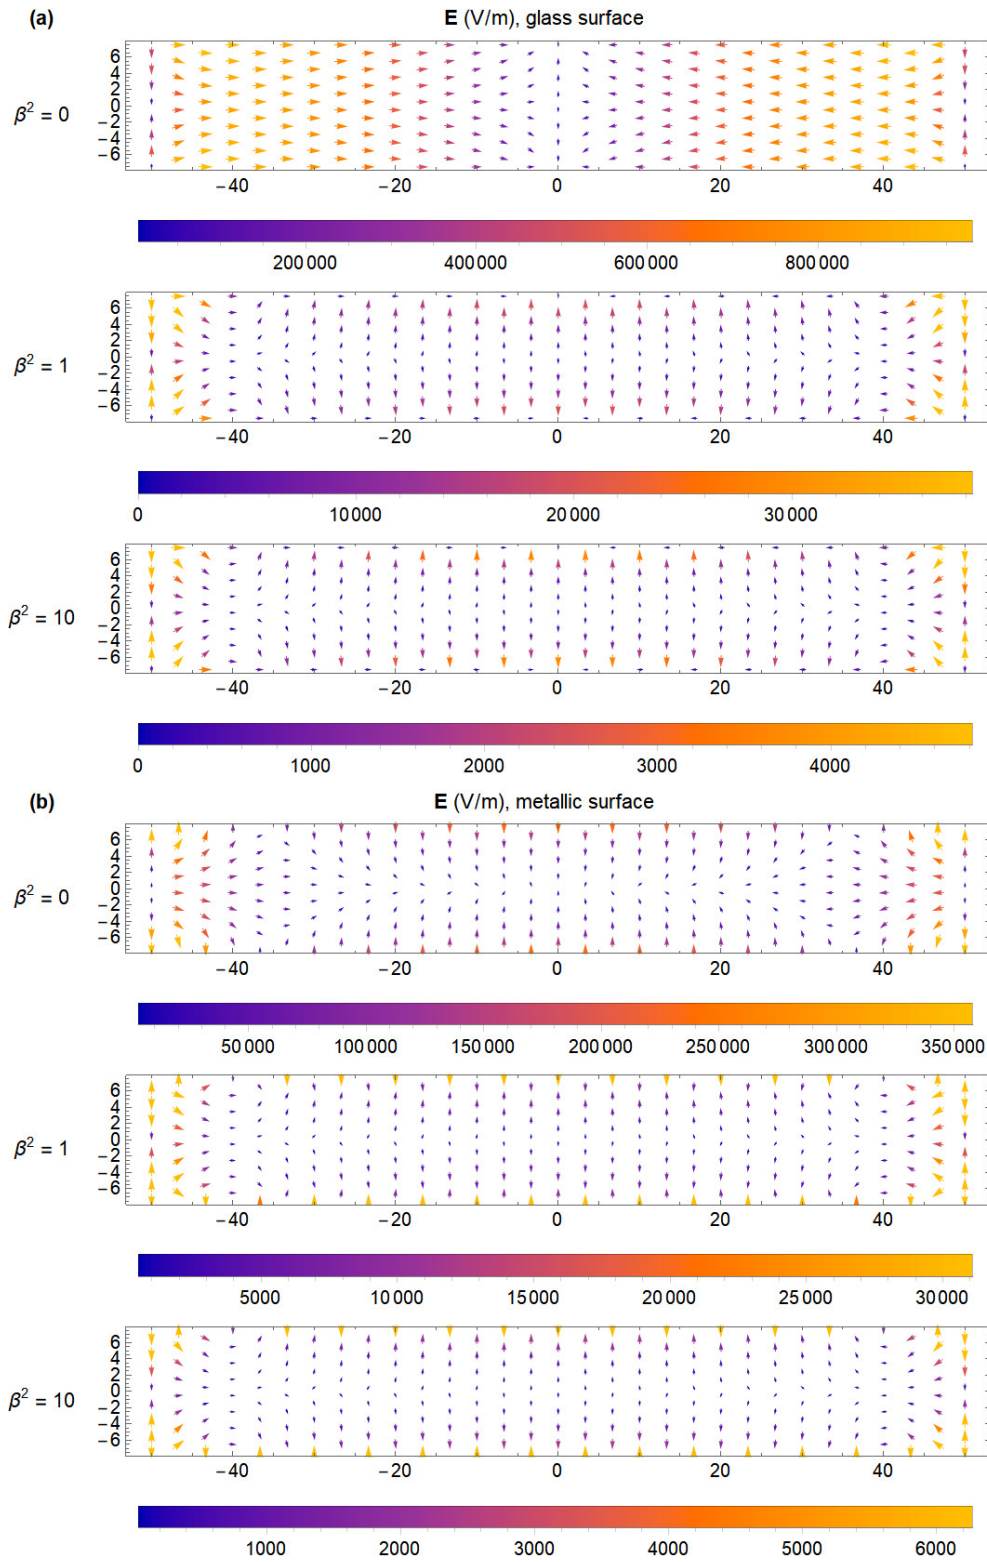 (a)
E (V/m), glass surface
β² = 0
6
4
2
0
−2
−4
−6
−40 −20 0 20 40
200 000 400 000 600 000 800 000
β² = 1
6
4
2
0
−2
−4
−6
−40 −20 0 20 40
0 10 000 20 000 30 000
β² = 10
6
4
2
0
−2
−4
−6
−40 −20 0 20 40
0 1000 2000 3000 4000
(b)
E (V/m), metallic surface
β² = 0
6
4
2
0
−2
−4
−6
−40 −20 0 20 40
50 000 100 000 150 000 200 000 250 000 300 000 350 000
β² = 1
6
4
2
0
−2
−4
−6
−40 −20 0 20 40
5000 10 000 15 000 20 000 25 000 30 000
β² = 10
6
4
2
0
−2
−4
−6
−40 −20 0 20 40
1000 2000 3000 4000 5000 6000